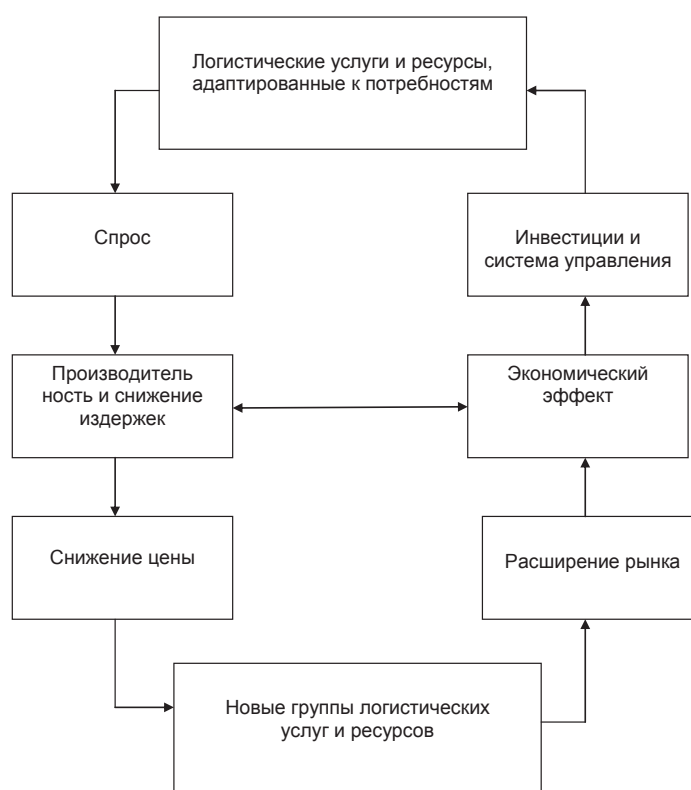 Логистические услуги и ресурсы,
адаптированные к потребностям
Спрос
Инвестиции и
система управления
Производитель
ность и снижение
издержек
Экономический
эффект
Снижение цены
Расширение рынка
Новые группы логистических
услуг и ресурсов